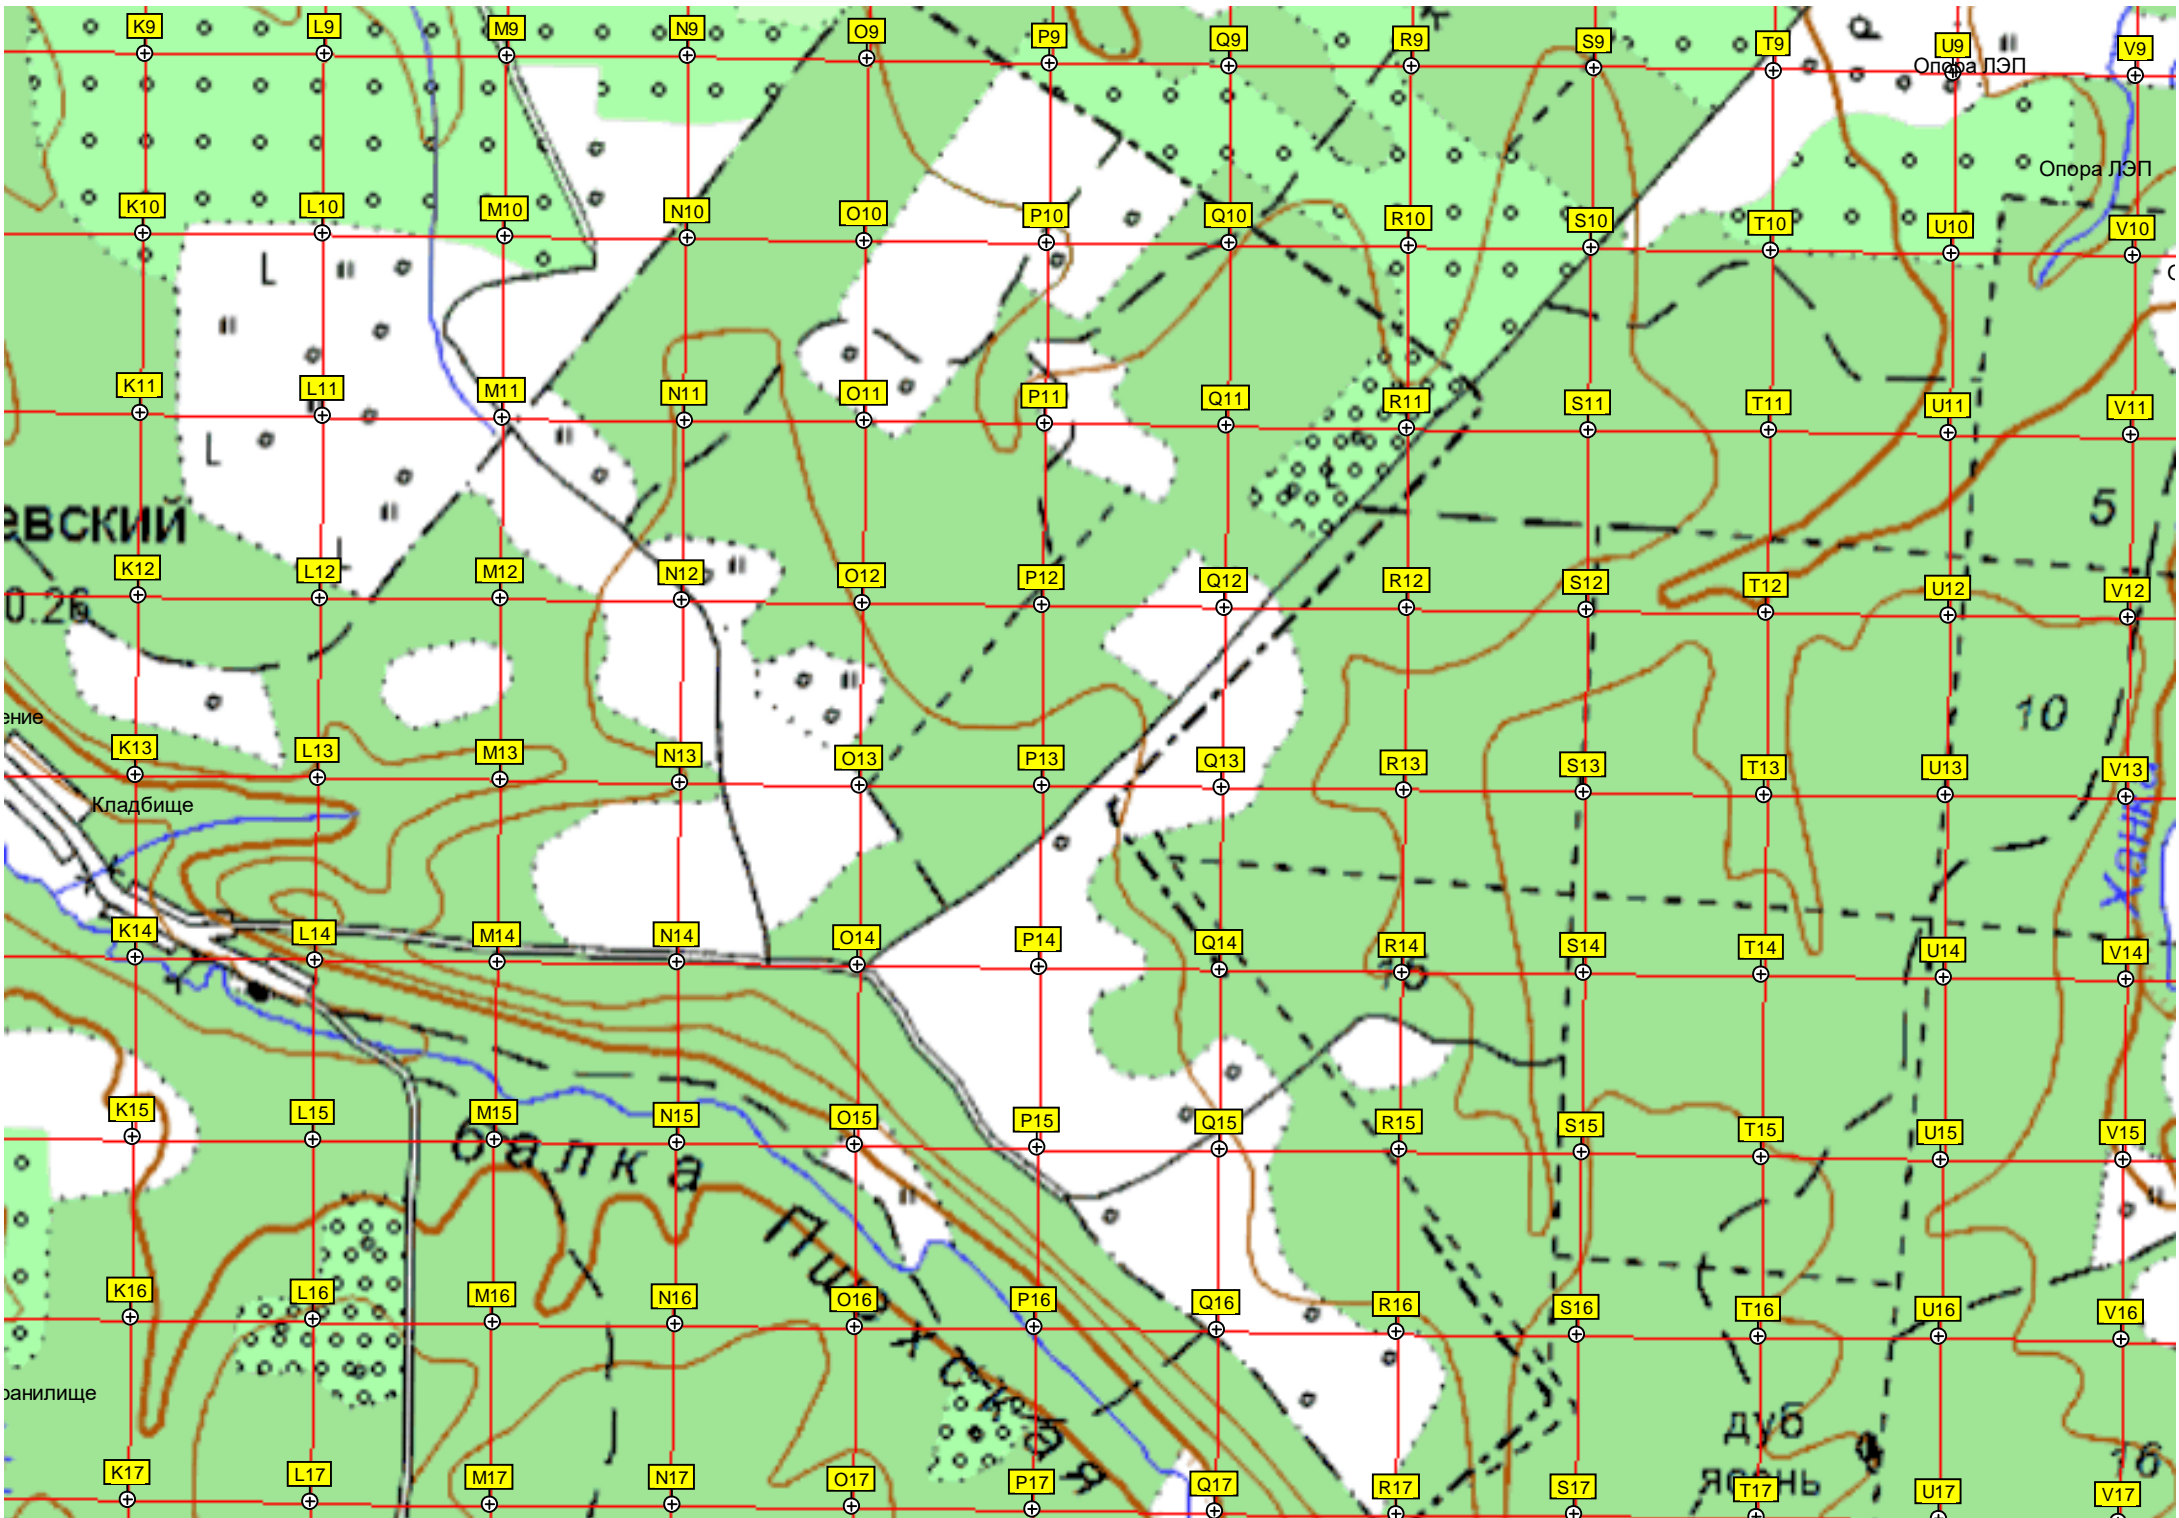 K9 L9 M9 N9 O9 P9 Q9 R9 S9 T9 U9 V9
Опора ЛЭП
Опора ЛЭП
K10 L10 M10 N10 O10 P10 Q10 R10 S10 T10 U10 V10
K11 L11 M11 N11 O11 P11 Q11 R11 S11 T11 U11 V11
евский
5
K12 L12 M12 N12 O12 P12 Q12 R12 S12 T12 U12 V12
0.26
10
ение
K13 L13 M13 N13 O13 P13 Q13 R13 S13 T13 U13 V13
Кладбище
Ханка
K14 L14 M14 N14 O14 P14 Q14 R14 S14 T14 U14 V14
15
K15 L15 M15 N15 O15 P15 Q15 R15 S15 T15 U15 V15
балка
Пшехская
K16 L16 M16 N16 O16 P16 Q16 R16 S16 T16 U16 V16
ранилище
дуб
ясень
16
K17 L17 M17 N17 O17 P17 Q17 R17 S17 T17 U17 V17